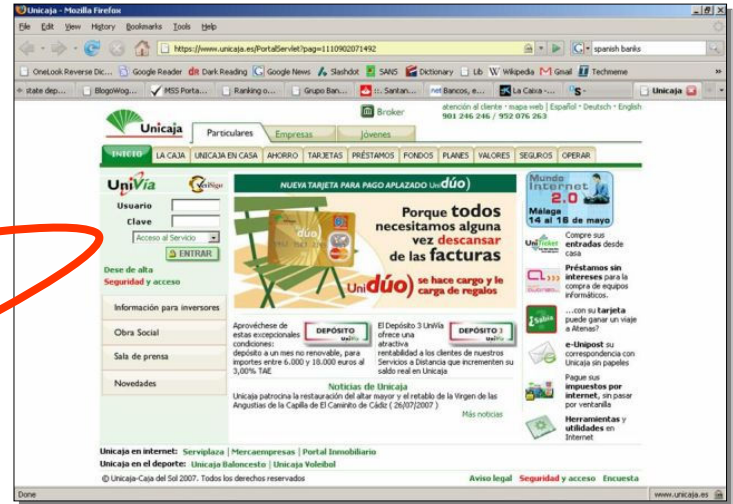 Unicaja - Mozilla Firefox
File Edit View History Bookmarks Tools Help
https://www.unicaja.es/PortalServlet?pag=1110902071492
spanish banks
OneLook Reverse Dic... Google Reader Dark Reading Google News Slashdot SANS Dictionary Lib Wikipedia Gmail Techmeme »
state dep... BlogoWog... MSS Porta... Ranking o... Grupo Ban... ::. Santan... Bancos, e... La Caixa -... Unicaja
Broker
atención al cliente · mapa web | Español · Deutsch · English
901 246 246 / 952 076 263
Unicaja
Particulares Empresas Jóvenes
INICIO LA CAJA UNICAJA EN CASA AHORRO TARJETAS PRÉSTAMOS FONDOS PLANES VALORES SEGUROS OPERAR
UniVía
Usuario
Clave
Acceso al Servicio
ENTRAR
Dese de alta
Seguridad y acceso
Información para inversores
Obra Social
Sala de prensa
Novedades
NUEVA TARJETA PARA PAGO APLAZADO Unidúo)
dúo)
Porque todos
necesitamos alguna
vez descansar
de las facturas
Unidúo) se hace cargo y le
carga de regalos
Aprovéchese de
estas excepcionales
condiciones:
depósito a un mes no renovable, para
importes entre 6.000 y 18.000 euros al
3,00% TAE
DEPÓSITO
UniVía
El Depósito 3 UniVía
ofrece una
atractiva
rentabilidad a los clientes de nuestros
Servicios a Distancia que incrementen su
saldo real en Unicaja
DEPÓSITO 3
UniVía
Noticias de Unicaja
Unicaja patrocina la restauración del altar mayor y el retablo de la Virgen de las
Angustias de la Capilla de El Caminito de Cádiz ( 26/07/2007 )
Más noticias
Mundo
Internet
2.0
Málaga
14 al 16 de mayo
UniTicket
Compre sus
entradas desde
casa
Préstamos sin
intereses para la
compra de equipos
informáticos.
...con su tarjeta
puede ganar un viaje
a Atenas?
e-Unipost su
correspondencia con
Unicaja sin papeles
Pague sus
impuestos por
internet, sin pasar
por ventanilla
Herramientas y
utilidades en
Internet
Unicaja en internet: Serviplaza | Mercaempresas | Portal Inmobiliario
Unicaja en el deporte: Unicaja Baloncesto | Unicaja Voleibol
© Unicaja-Caja del Sol 2007. Todos los derechos reservados
Aviso legal Seguridad y acceso Encuesta
Done
www.unicaja.es